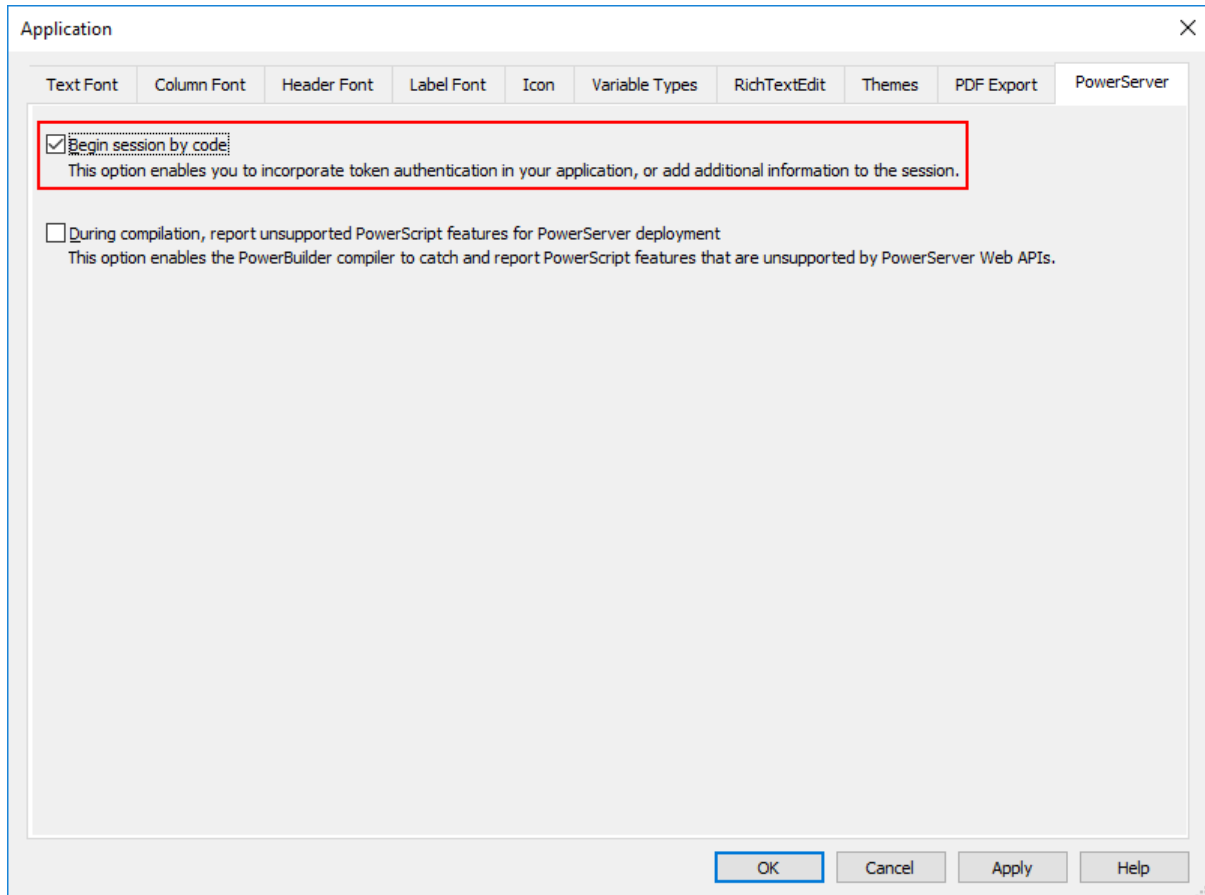 Application
Text Font Column Font Header Font Label Font Icon Variable Types RichTextEdit Themes PDF Export PowerServer
Begin session by code
This option enables you to incorporate token authentication in your application, or add additional information to the session.
During compilation, report unsupported PowerScript features for PowerServer deployment
This option enables the PowerBuilder compiler to catch and report PowerScript features that are unsupported by PowerServer Web APIs.
OK Cancel Apply Help